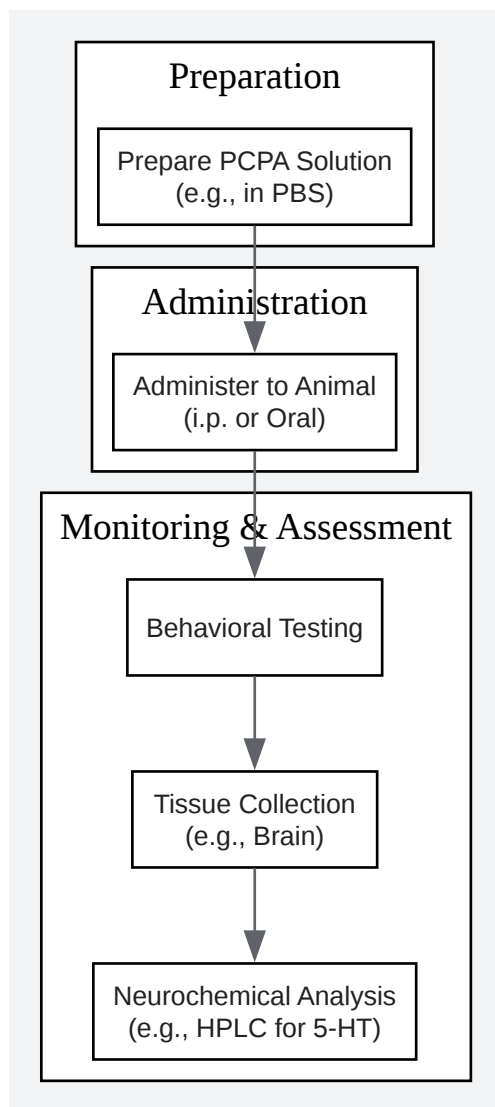 Preparation
Prepare PCPA Solution
(e.g., in PBS)
Administration
Administer to Animal
(i.p. or Oral)
Monitoring & Assessment
Behavioral Testing
Tissue Collection
(e.g., Brain)
Neurochemical Analysis
(e.g., HPLC for 5-HT)